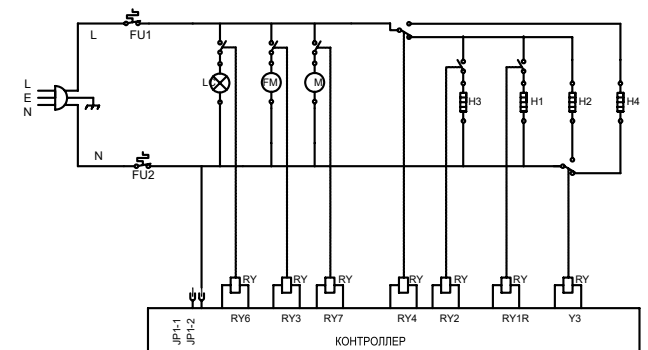 L
FU1
L
E
N
LC
FM
M
H3
H1
H2
H4
N
FU2
RY RY RY RY RY RY RY
JP1-1
JP1-2
RY6 RY3 RY7 RY4 RY2 RY1R Y3
КОНТРОЛЛЕР